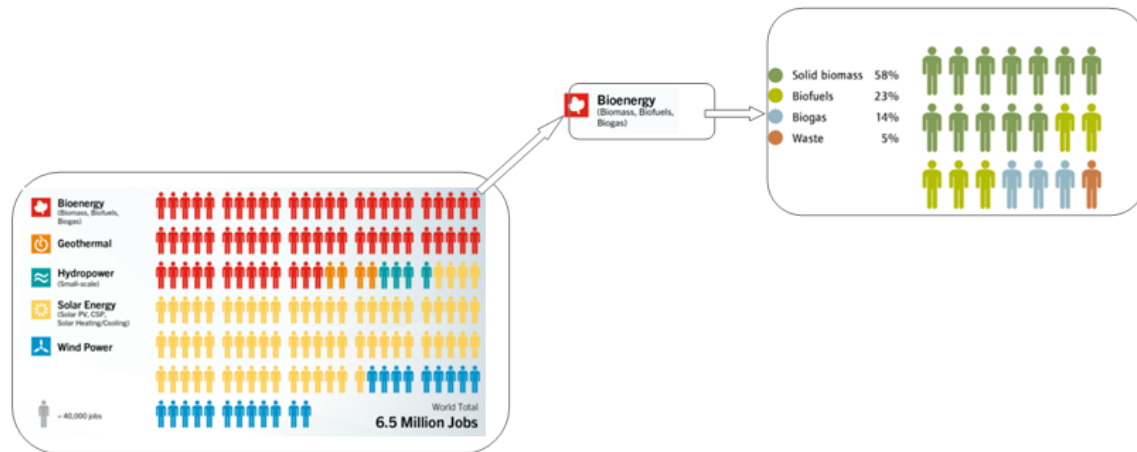 Bioenergy
(Biomass, Biofuels,
Biogas)
Geothermal
Hydropower
(Small-scale)
Solar Energy
(Solar PV, CSP,
Solar Heating/Cooling)
Wind Power
= 40,000 jobs
World Total
6.5 Million Jobs
Bioenergy
(Biomass, Biofuels,
Biogas)
Solid biomass 58%
Biofuels 23%
Biogas 14%
Waste 5%